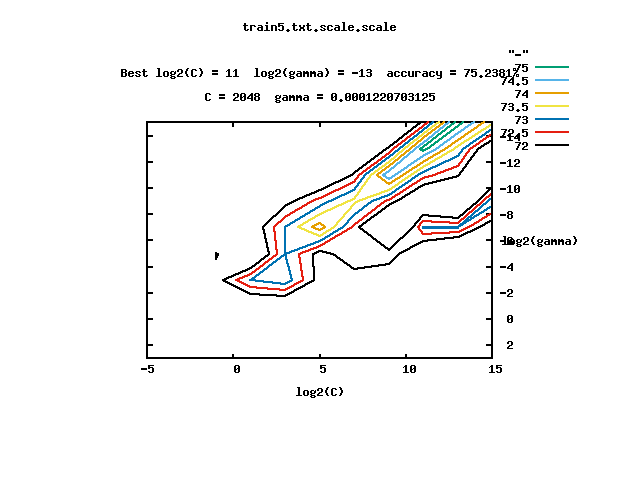 train5.txt.scale.scale
"-"
Best log2(C) = 11 log2(gamma) = -13 accuracy = 75.2381%
75
74.5
C = 2048 gamma = 0.0001220703125
74
73.5
73
72.5
-14
72
-12
-10
-8
-6
log2(gamma)
-4
-2
0
2
-5 0 5 10 15
log2(C)